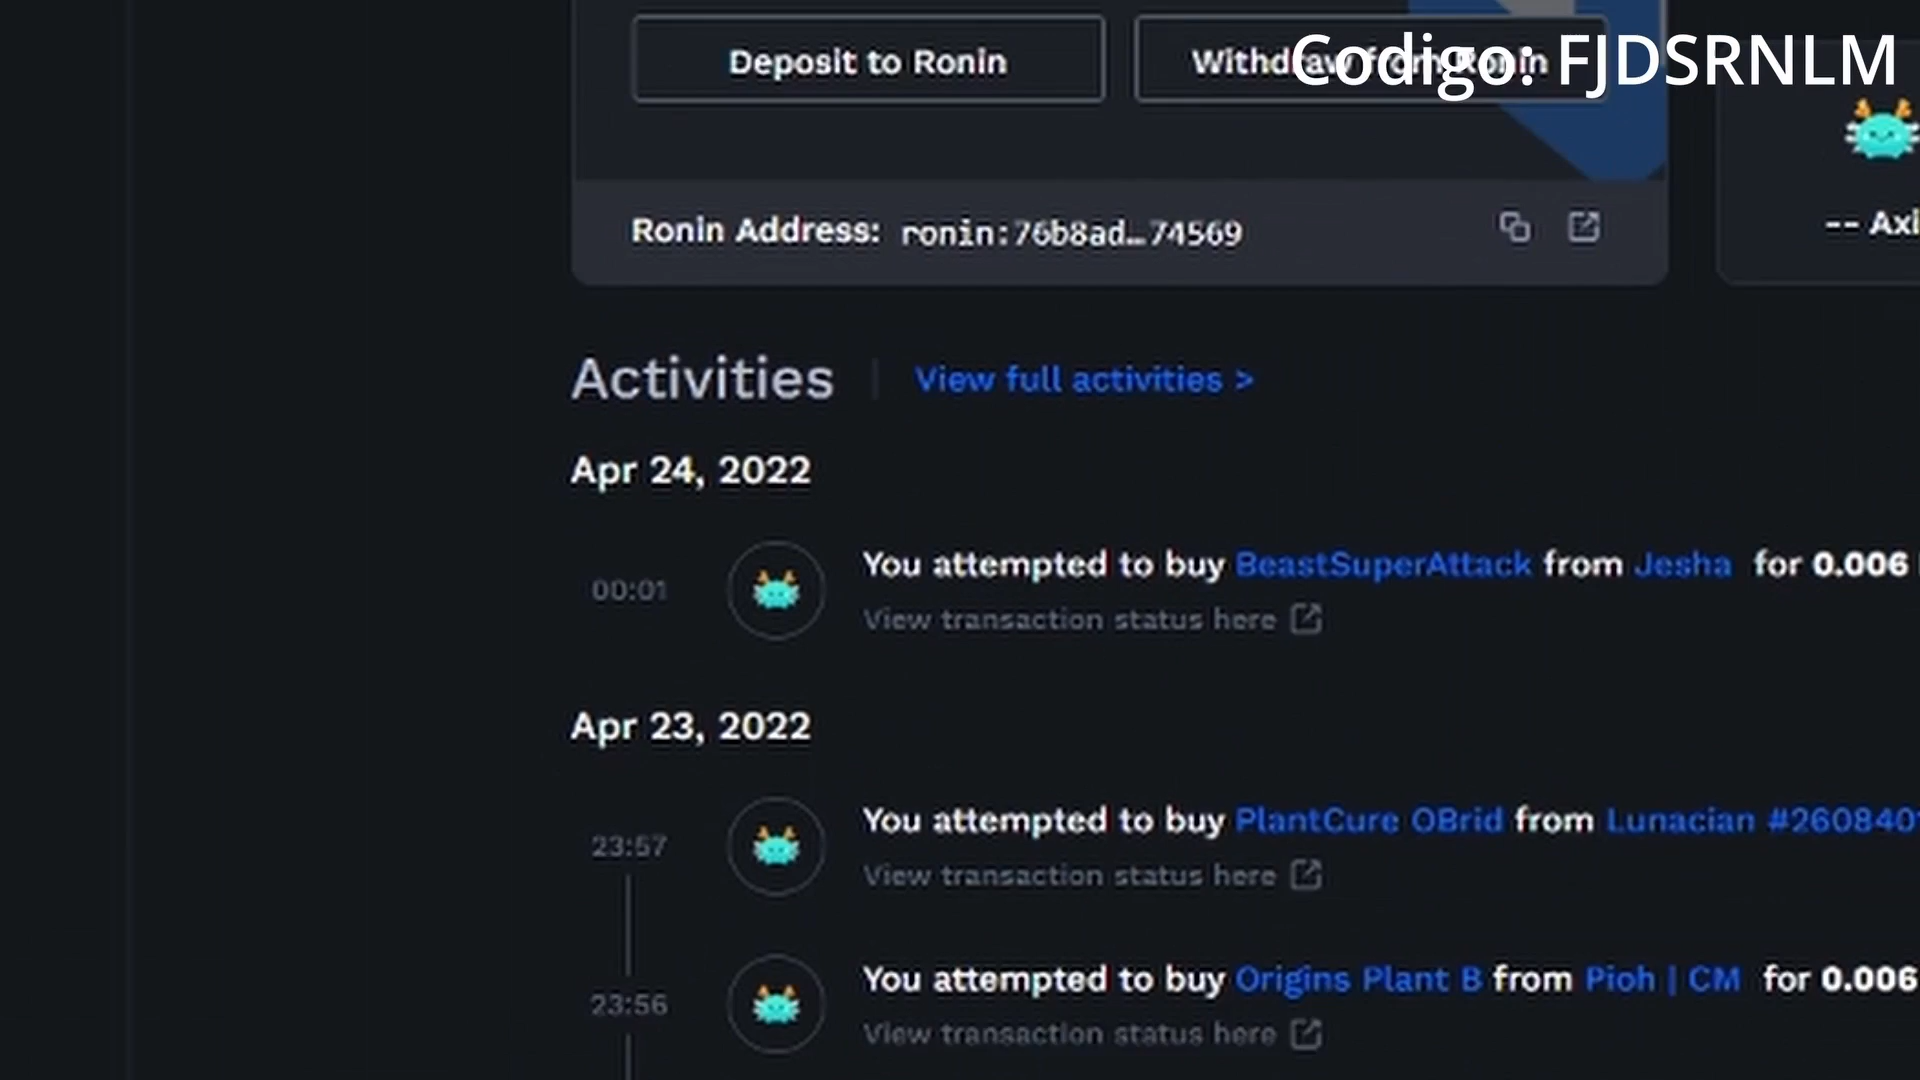 Codigo: FJDSRNLM
Deposit to Ronin
Withdraw from Ronin
Ronin Address: ronin:76b8ad…74569
-- Axi
Activities | View full activities >
Apr 24, 2022
00:01
You attempted to buy BeastSuperAttack from Jesha for 0.006
View transaction status here
Apr 23, 2022
23:57
You attempted to buy PlantCure OBrid from Lunacian #260840
View transaction status here
23:56
You attempted to buy Origins Plant B from Pioh | CM for 0.006
View transaction status here